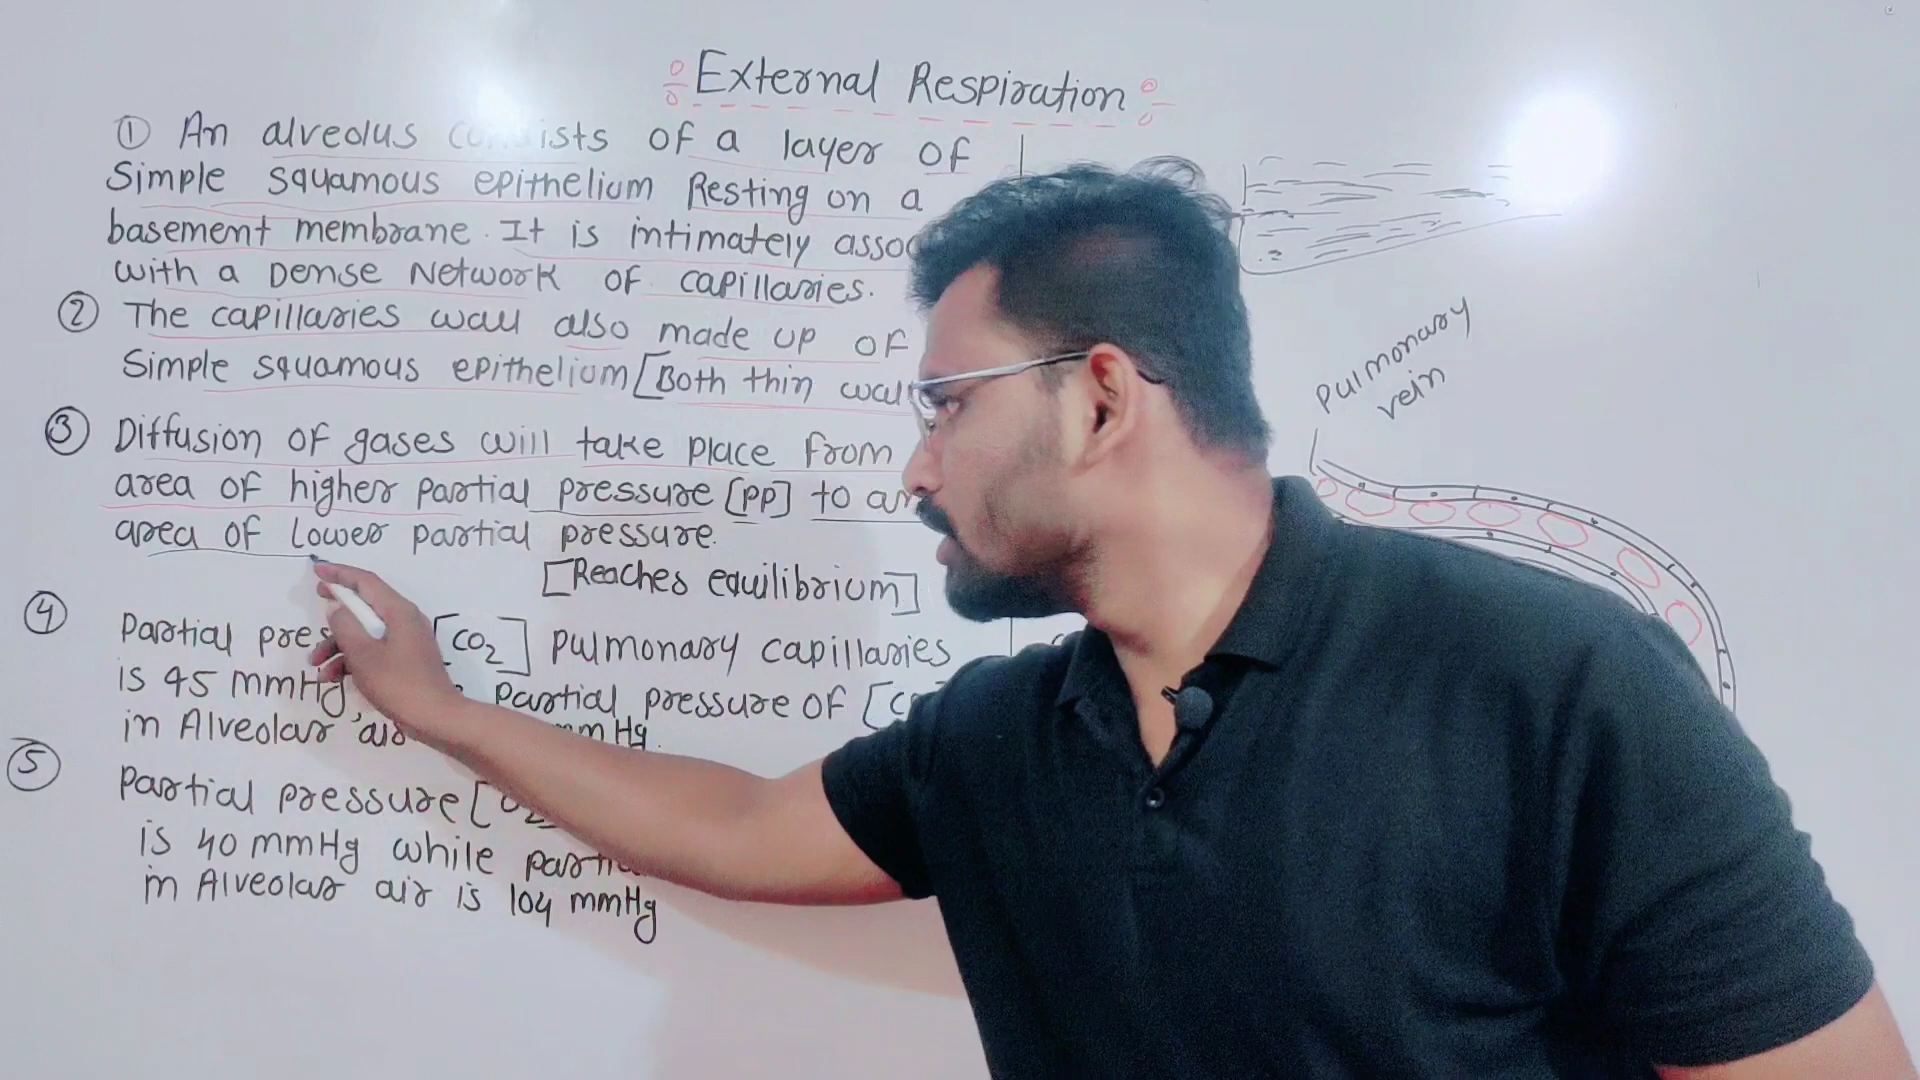 External Respiration
① An alveolus consists of a layer of
Simple squamous epithelium Resting on a
basement membrane. It is intimately
with a Dense Network of capillaries.
② The capillaries wall also made up of
Simple squamous epithelium [Both thin
③ Diffusion of gases will take place from
area of higher partial pressure [PP] to
area of lower partial pressure.
[Reaches equilibrium]
④ Partial [CO2] pulmonary capillaries
is 45 mmHg partial pressure of
in Alveolar air mmHg.
⑤ Partial pressure [O2
is 40 mmHg while
in Alveolar air is 104 mmHg
Pulmonary
vein